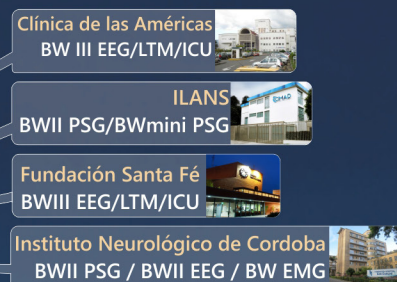 Clínica de las Américas
BW III EEG/LTM/ICU
ILANS
BWII PSG/BWmini PSG
Fundación Santa Fé
BWIII EEG/LTM/ICU
Instituto Neurológico de Cordoba
BWII PSG / BWII EEG / BW EMG